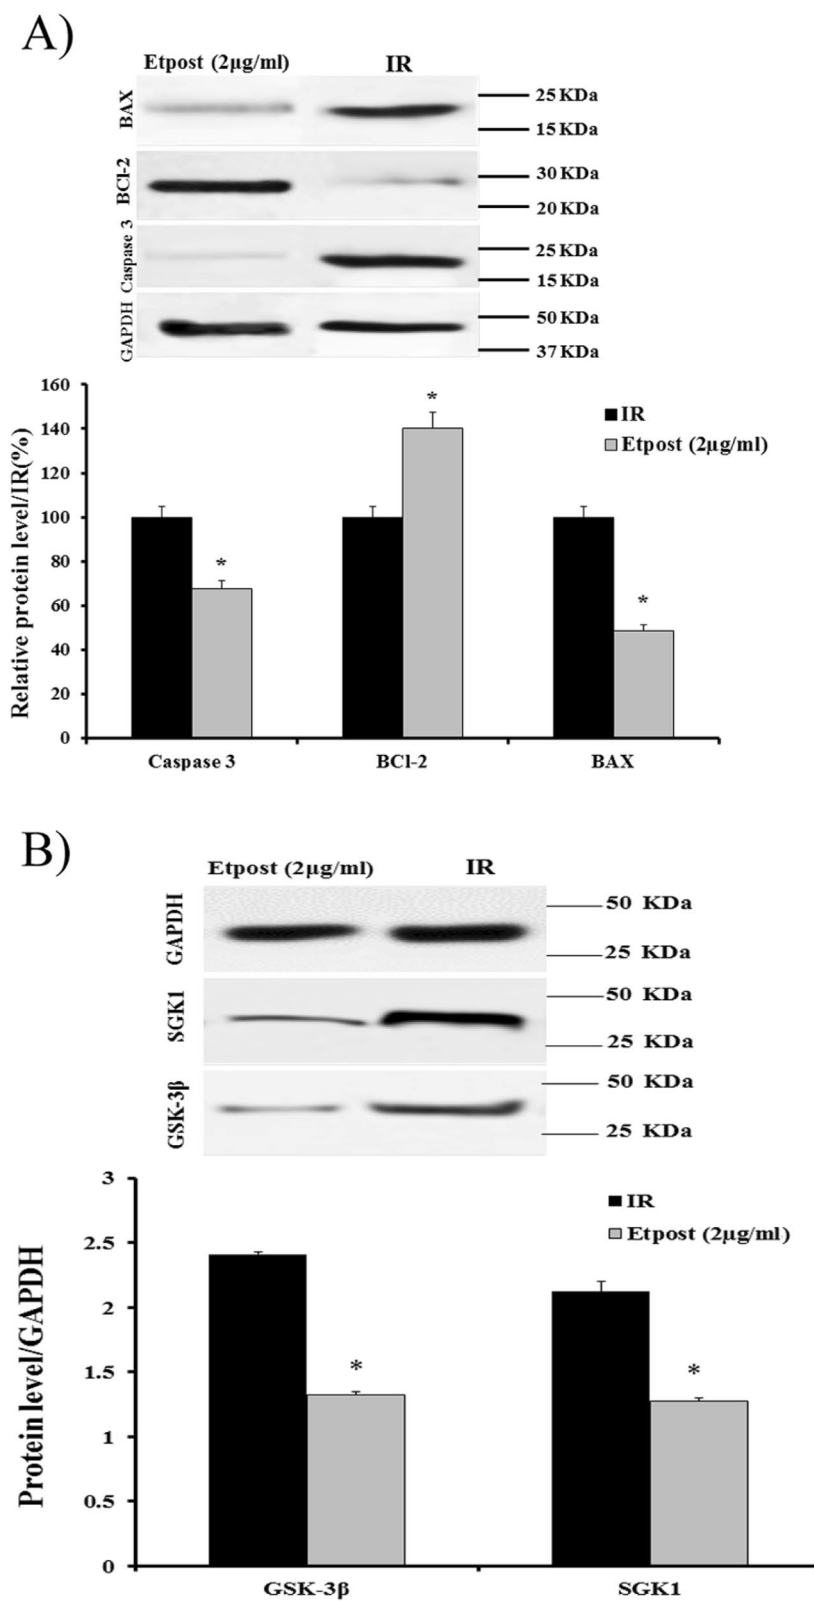 A)
Etpost (2µg/ml) IR
BAX
25 KDa
15 KDa
BCl-2
30 KDa
20 KDa
Caspase 3
25 KDa
15 KDa
GAPDH
50 KDa
37 KDa
Relative protein level/IR(%)
160
140
120
100
80
60
40
20
0
*
*
*
IR
Etpost (2µg/ml)
Caspase 3 BCl-2 BAX
B)
Etpost (2µg/ml) IR
GAPDH
50 KDa
25 KDa
SGK1
50 KDa
25 KDa
GSK-3β
50 KDa
25 KDa
Protein level/GAPDH
3
2.5
2
1.5
1
0.5
0
*
*
IR
Etpost (2µg/ml)
GSK-3β SGK1